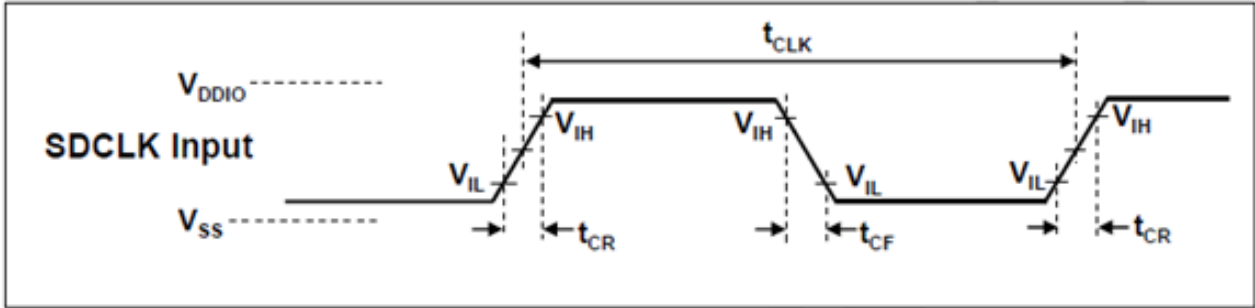 tCLK
VDDIO
VIH VIH VIH
SDCLK Input
VIL VIL VIL
VSS
tCR tCF tCR